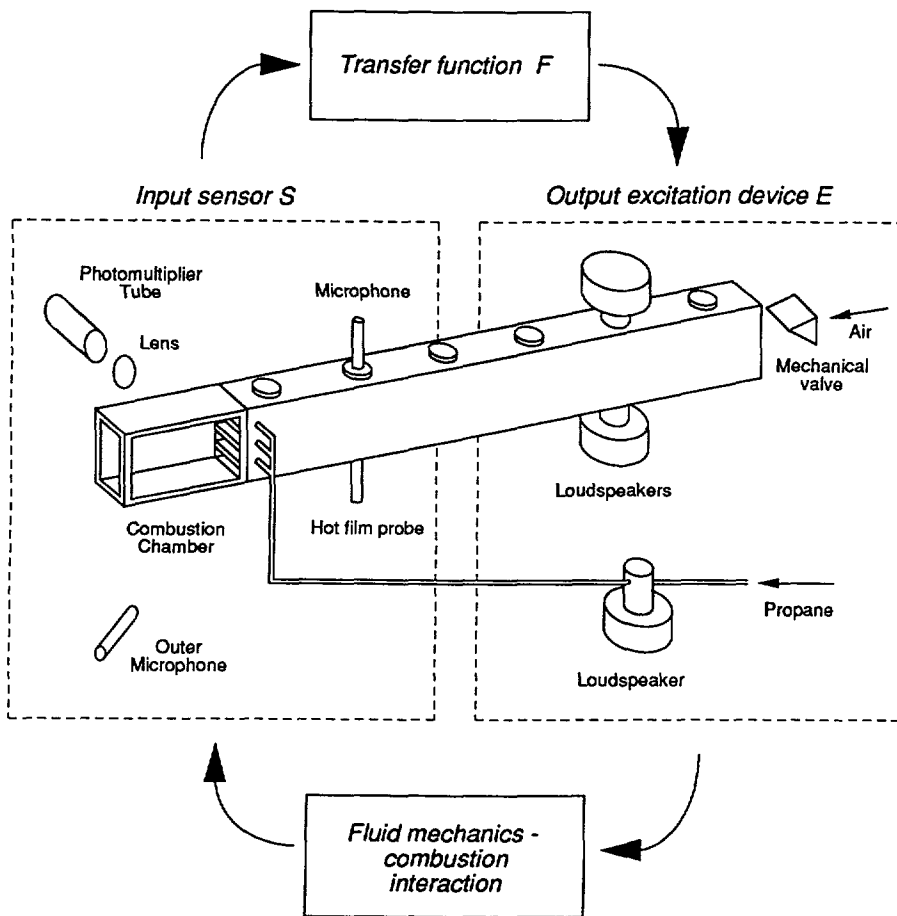 Transfer function F
Input sensor S
Output excitation device E
Photomultiplier
Tube
Lens
Microphone
Air
Mechanical
valve
Loudspeakers
Combustion
Chamber
Hot film probe
Propane
Outer
Microphone
Loudspeaker
Fluid mechanics -
combustion
interaction